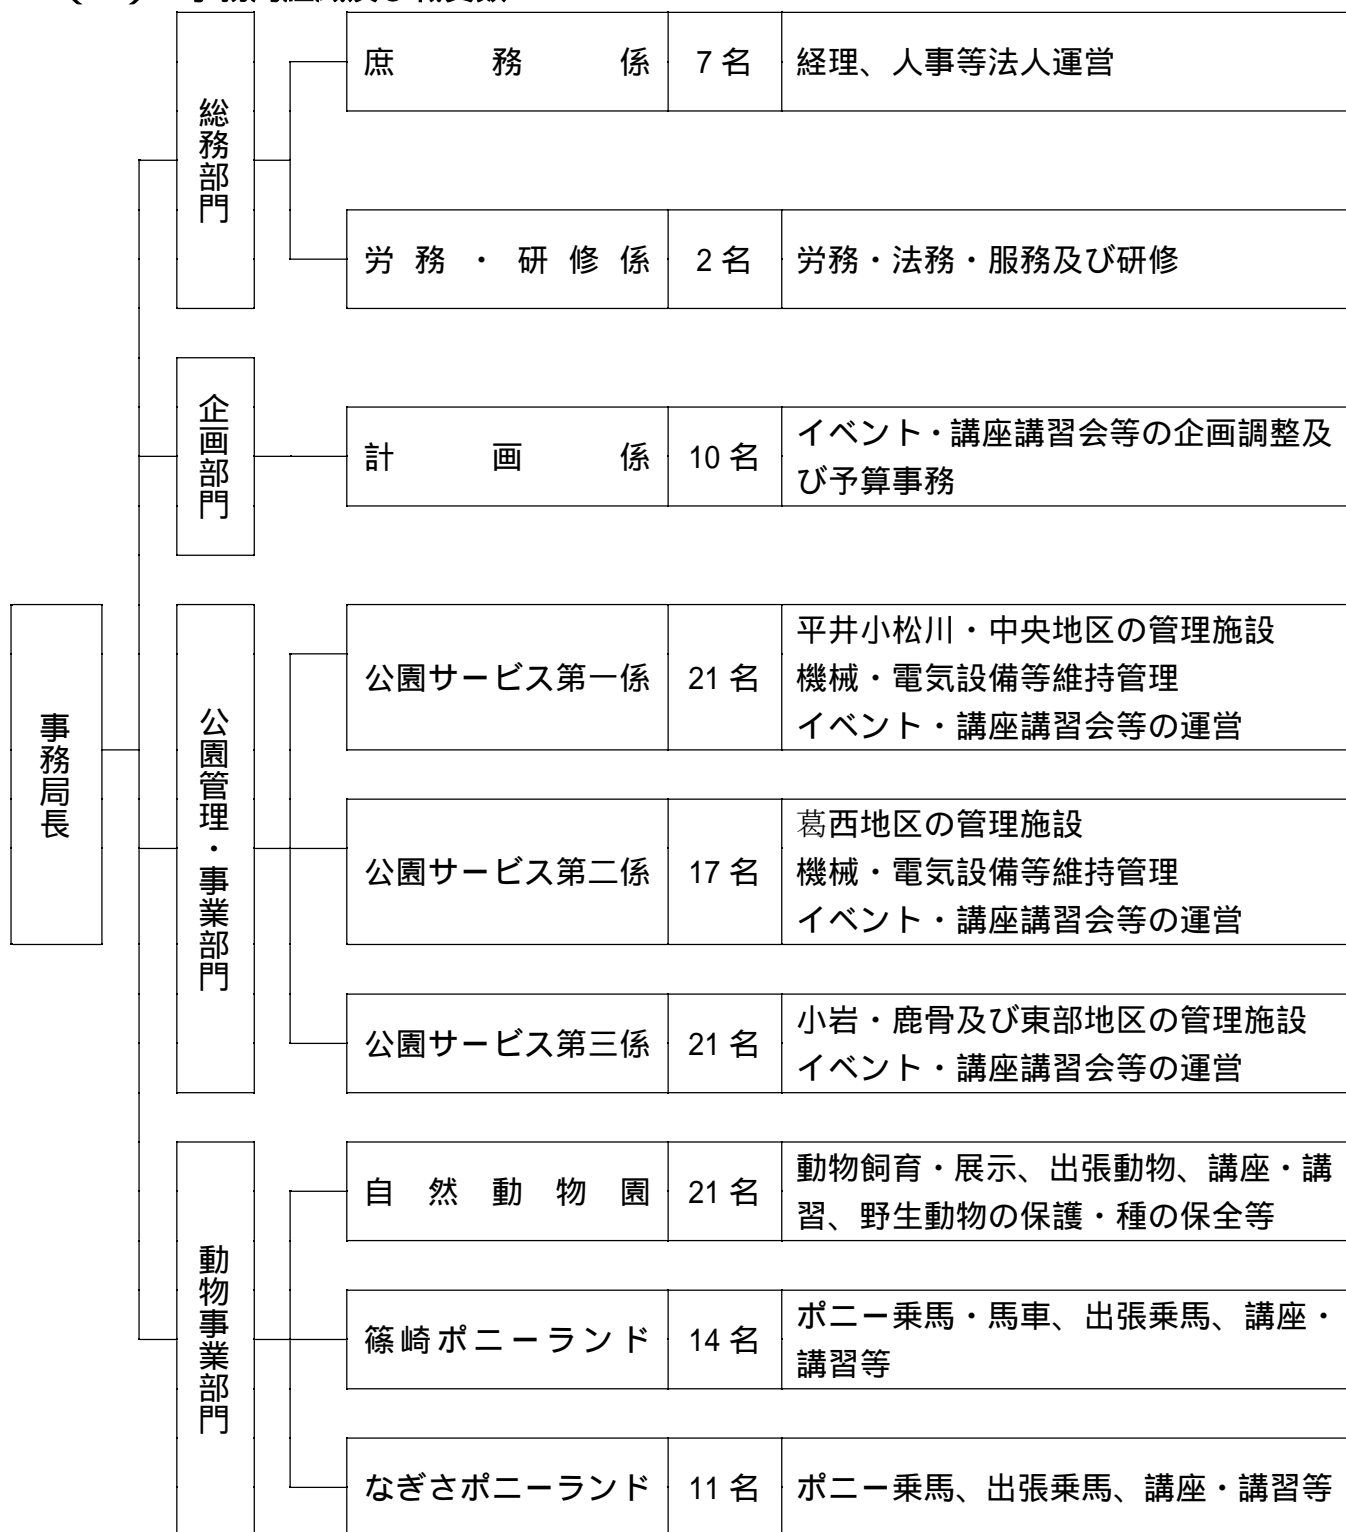 事務局長
総務部門
庶務係 7名 経理、人事等法人運営
労務・研修係 2名 労務・法務・服務及び研修
企画部門
計画係 10名 イベント・講座講習会等の企画調整及
び予算事務
公園管理・事業部門
公園サービス第一係 21名 平井小松川・中央地区の管理施設
機械・電気設備等維持管理
イベント・講座講習会等の運営
公園サービス第二係 17名 葛西地区の管理施設
機械・電気設備等維持管理
イベント・講座講習会等の運営
公園サービス第三係 21名 小岩・鹿骨及び東部地区の管理施設
イベント・講座講習会等の運営
動物事業部門
自然動物園 21名 動物飼育・展示、出張動物、講座・講
習、野生動物の保護・種の保全等
篠崎ポニーランド 14名 ポニー乗馬・馬車、出張乗馬、講座・
講習等
なぎさポニーランド 11名 ポニー乗馬、出張乗馬、講座・講習等